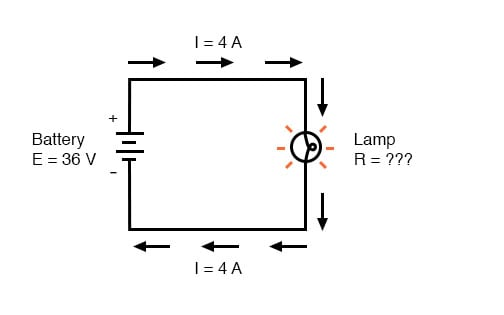 I = 4 A
+
Battery
E = 36 V
-
Lamp
R = ???
I = 4 A